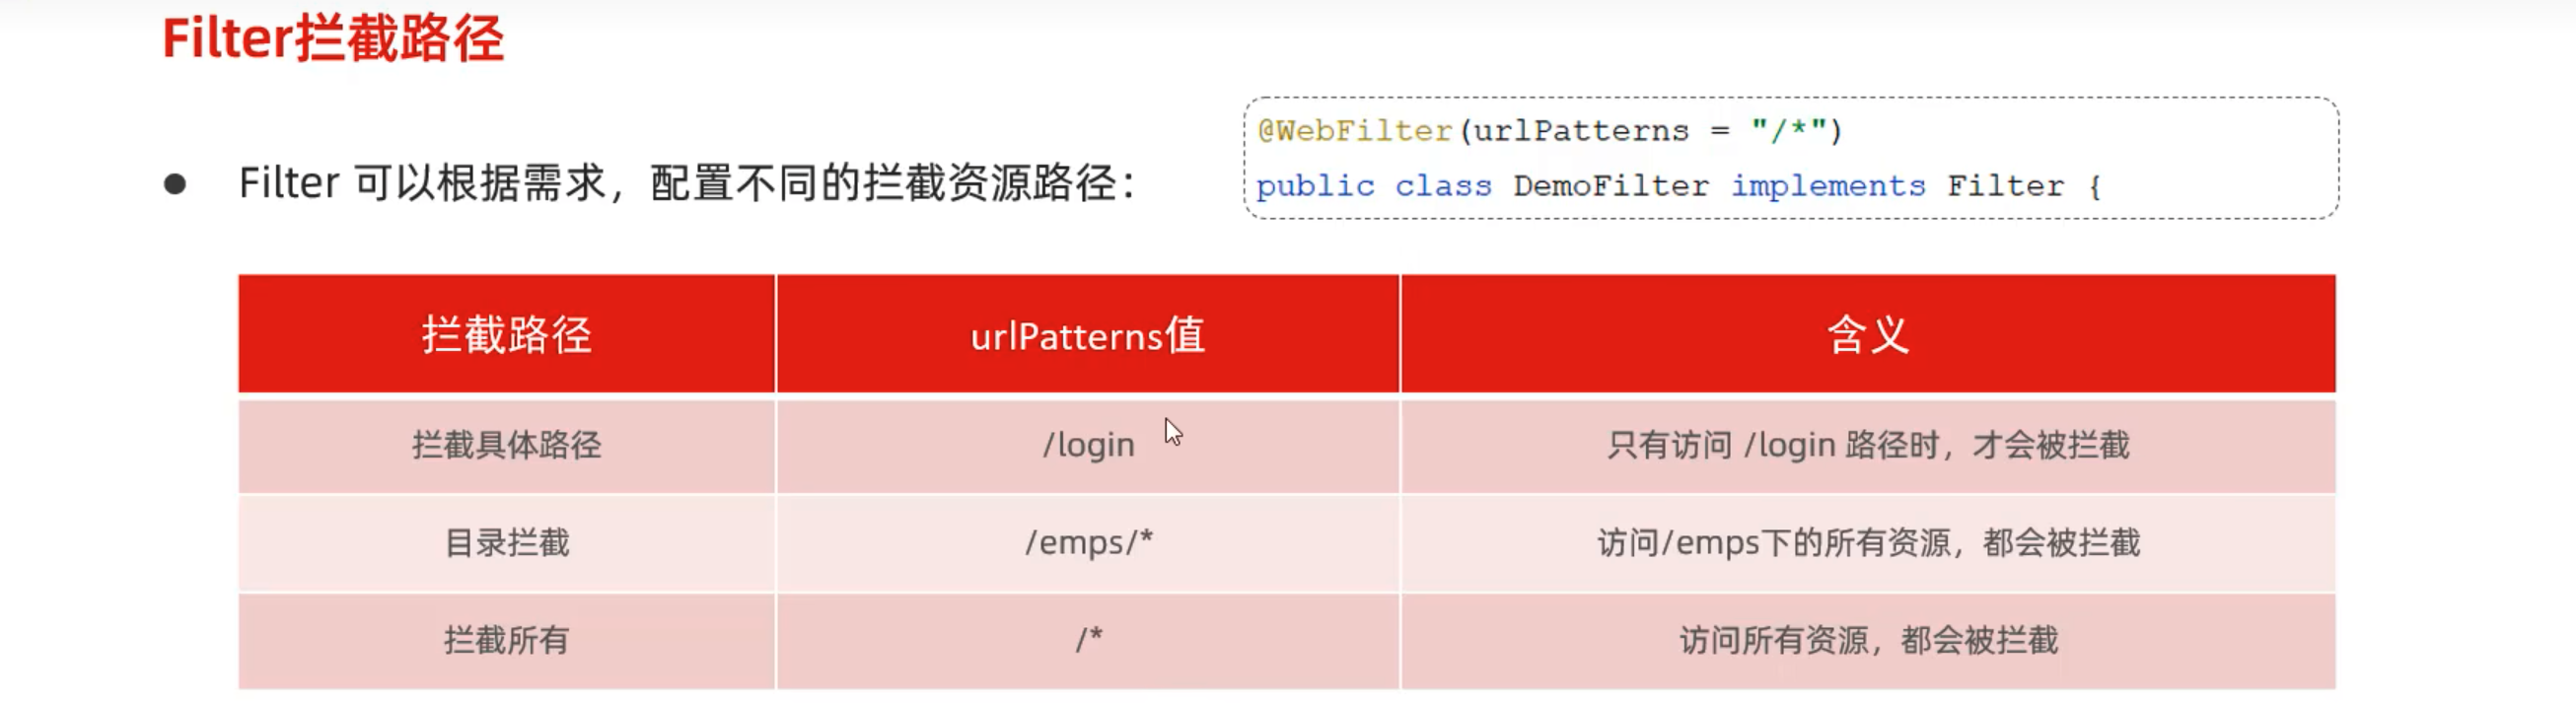 Filter拦截路径
● Filter 可以根据需求，配置不同的拦截资源路径：
@WebFilter(urlPatterns = "/*")
public class DemoFilter implements Filter {
拦截路径 urlPatterns值 含义
拦截具体路径 /login 只有访问 /login 路径时，才会被拦截
目录拦截 /emps/* 访问/emps下的所有资源，都会被拦截
拦截所有 /* 访问所有资源，都会被拦截